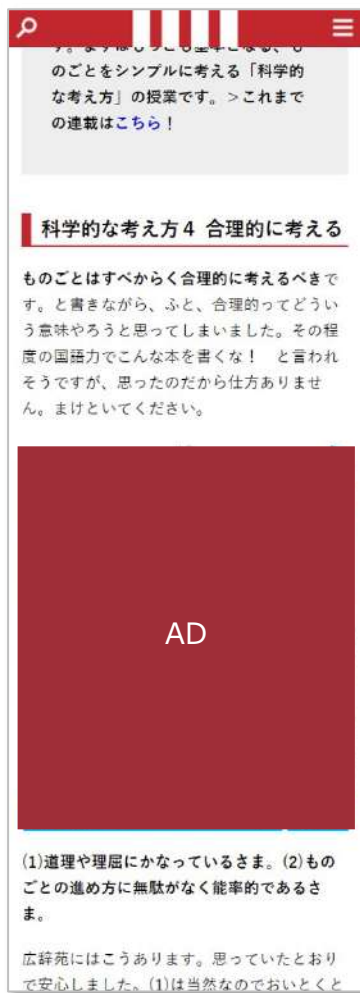 のごとをシンプルに考える「科学的
な考え方」の授業です。＞これまで
の連載はこちら！
科学的な考え方４ 合理的に考える
ものごとはすべからく合理的に考えるべきで
す。と書きながら、ふと、合理的ってどうい
う意味やろうと思ってしまいました。その程
度の国語力でこんな本を書くな！　と言われ
そうですが、思ったのだから仕方ありませ
ん。まけといてください。
AD
(1)道理や理屈にかなっているさま。(2)もの
ごとの進め方に無駄がなく能率的であるさ
ま。
広辞苑にはこうあります。思っていたとおり
で安心しました。(1)は当然なのでおいとくと